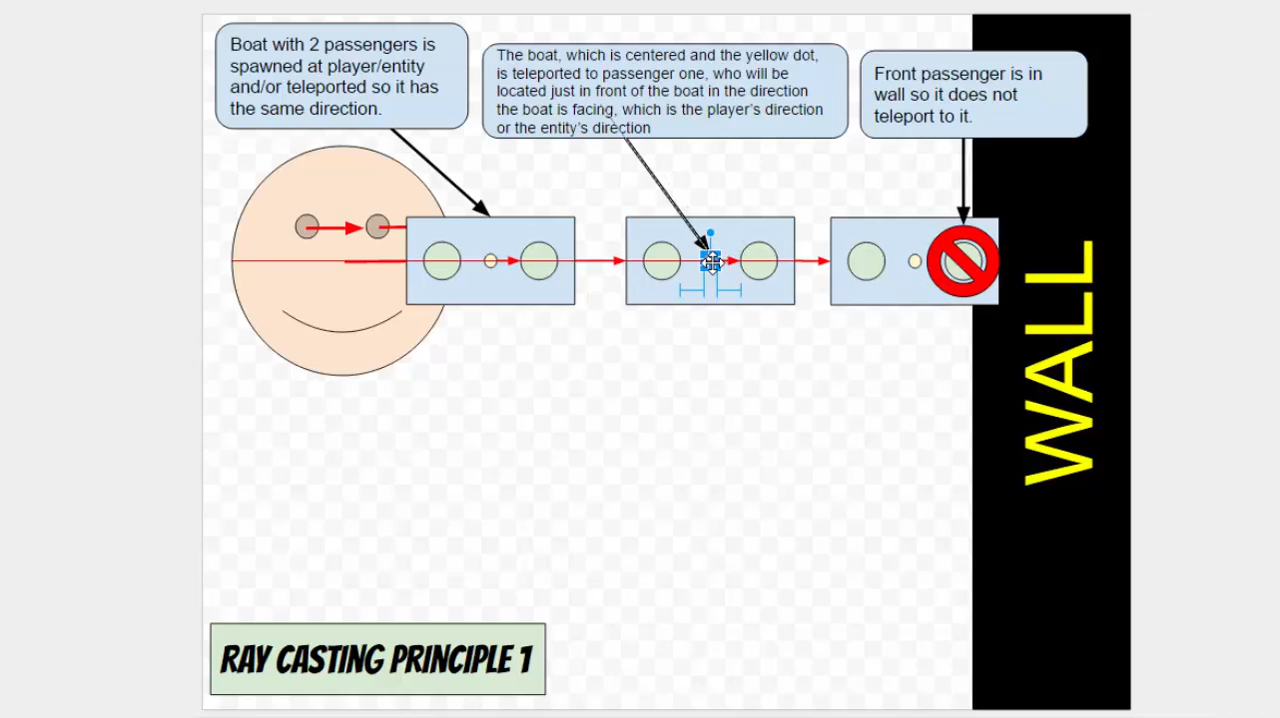 Boat with 2 passengers is
spawned at player/entity
and/or teleported so it has
the same direction.
The boat, which is centered and the yellow dot,
is teleported to passenger one, who will be
located just in front of the boat in the direction
the boat is facing, which is the player's direction
or the entity's direction
Front passenger is in
wall so it does not
teleport to it.
WALL
RAY CASTING PRINCIPLE 1